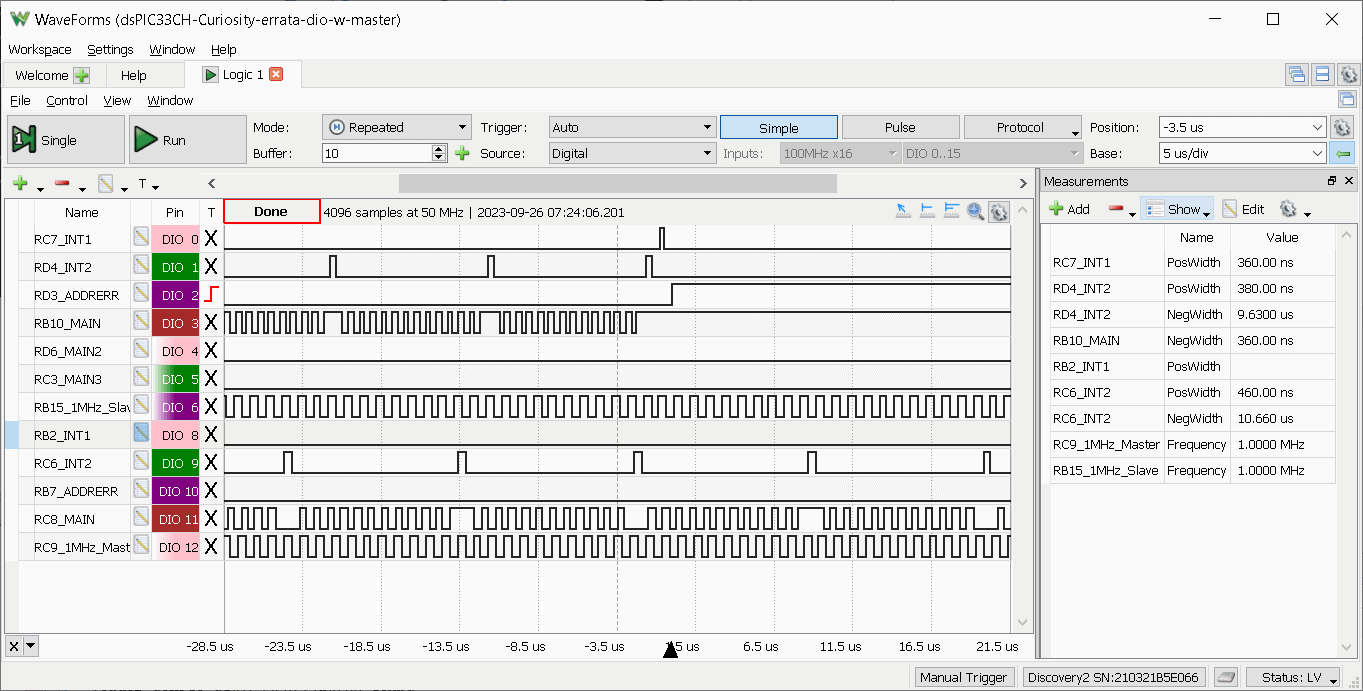 WaveForms (dsPIC33CH-Curiosity-errata-dio-w-master)
Workspace Settings Window Help
Welcome Help Logic 1
File Control View Window
Single Run Mode: Repeated Trigger: Auto Simple Pulse Protocol Position: -3.5 us
Buffer: 10 Source: Digital Inputs: 100MHz x16 DIO 0..15 Base: 5 us/div
T Measurements
Name Pin T Done 4096 samples at 50 MHz | 2023-09-26 07:24:06.201
Add Show Edit
Name Value
RC7_INT1 DIO 0 X
RD4_INT2 DIO 1 X
RD3_ADDRERR DIO 2
RB10_MAIN DIO 3 X
RD6_MAIN2 DIO 4 X
RC3_MAIN3 DIO 5 X
RB15_1MHz_Slav DIO 6 X
RB2_INT1 DIO 8 X
RC6_INT2 DIO 9 X
RB7_ADDRERR DIO 10 X
RC8_MAIN DIO 11 X
RC9_1MHz_Mast DIO 12 X
RC7_INT1 PosWidth 360.00 ns
RD4_INT2 PosWidth 380.00 ns
RD4_INT2 NegWidth 9.6300 us
RB10_MAIN NegWidth 360.00 ns
RB2_INT1 PosWidth
RC6_INT2 PosWidth 460.00 ns
RC6_INT2 NegWidth 10.660 us
RC9_1MHz_Master Frequency 1.0000 MHz
RB15_1MHz_Slave Frequency 1.0000 MHz
X -28.5 us -23.5 us -18.5 us -13.5 us -8.5 us -3.5 us .5 us 6.5 us 11.5 us 16.5 us 21.5 us
Manual Trigger Discovery2 SN:210321B5E066 Status: LV